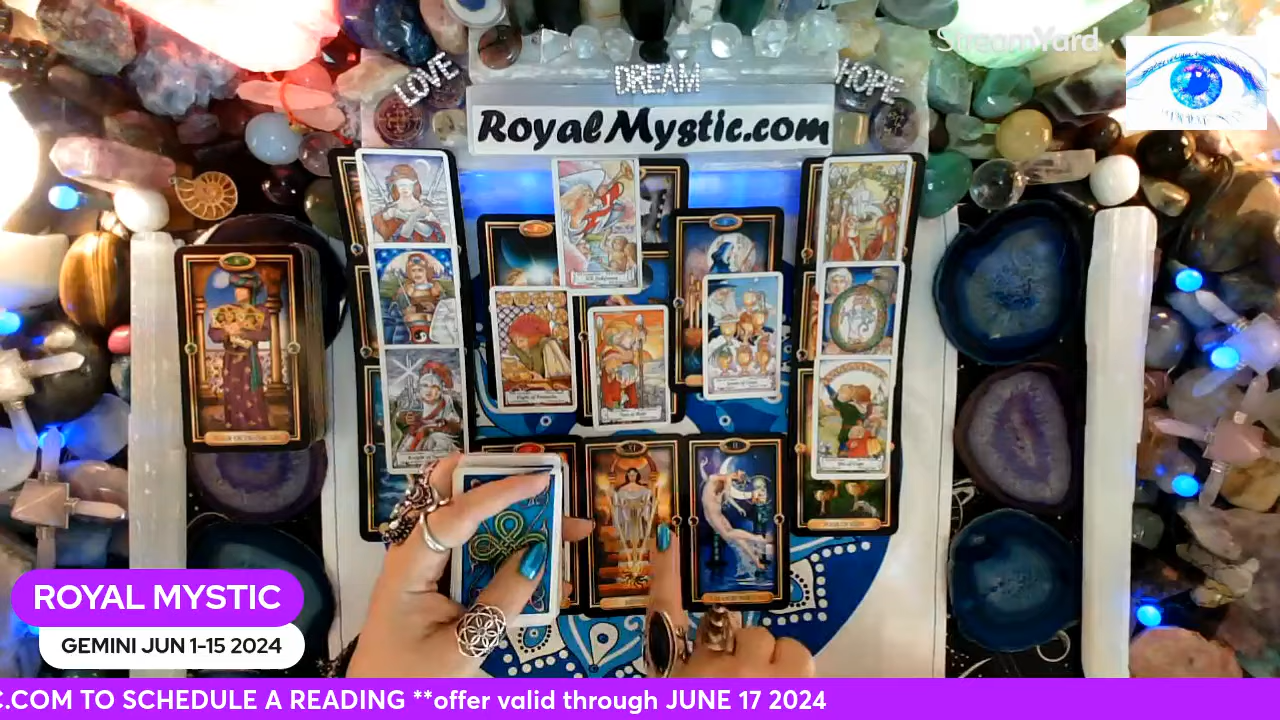 StreamYard
LOVE
DREAM
HOPE
RoyalMystic.com
ROYAL MYSTIC
GEMINI JUN 1-15 2024
C.COM TO SCHEDULE A READING **offer valid through JUNE 17 2024